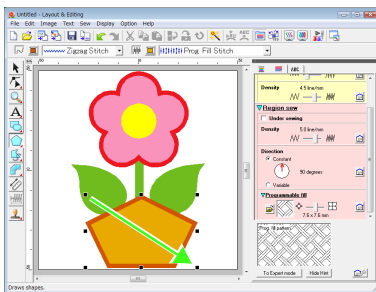 Untitled - Layout & Editing
File Edit Image Text Sew Display Option Help
Zigzag Stitch
Prog. Fill Stitch
ABC
Density 4.5 line/mm
Region sew
Under sewing
Density 5.0 line/mm
Direction
Constant
90 degrees
Variable
Programmable fill
7.6 x 7.6 mm
Prog. fill pattern
To Expert mode Hide Hint
Draws shapes.